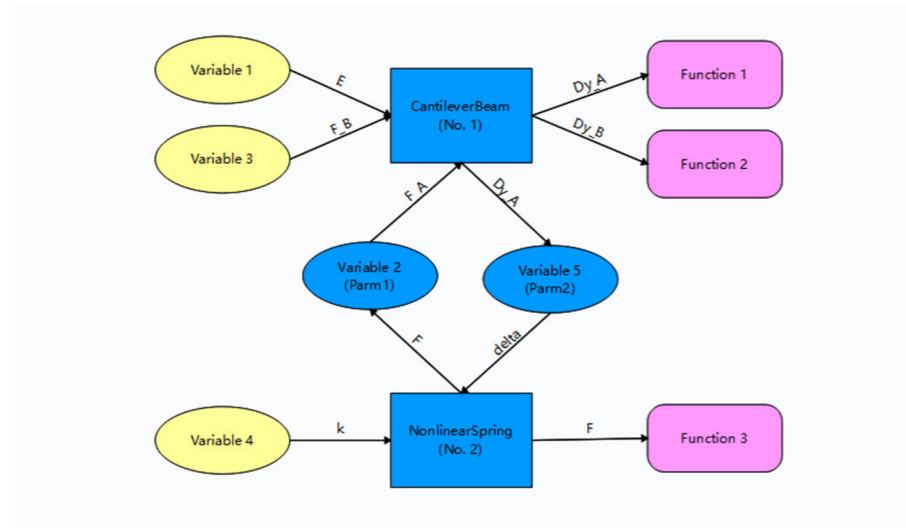 Variable 1
E
CantileverBeam
(No. 1)
Dy_A
Function 1
Variable 3
F_B
Dy_B
Function 2
F_A
Dy_A
Variable 2
(Parm1)
Variable 5
(Parm2)
F
delta
Variable 4
k
NonlinearSpring
(No. 2)
F
Function 3